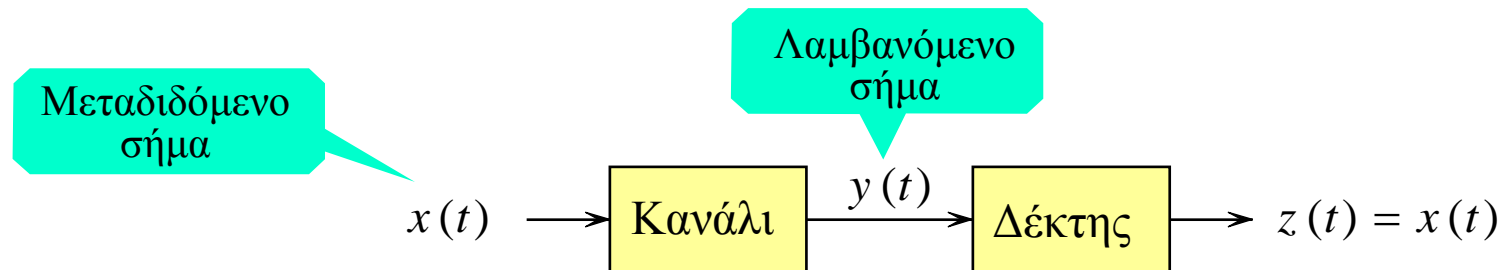 Μεταδιδόμενο
σήμα
Λαμβανόμενο
σήμα
x (t)
Κανάλι
y (t)
Δέκτης
z (t) = x (t)